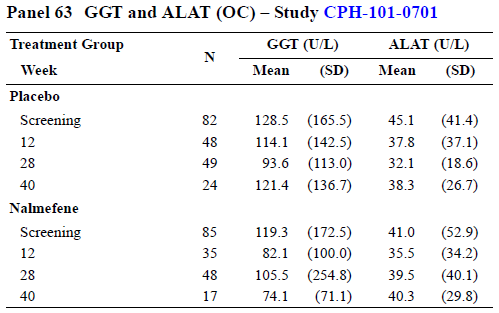 Panel 63 GGT and ALAT (OC) – Study CPH-101-0701
Treatment Group N GGT (U/L) ALAT (U/L)
Week Mean (SD) Mean (SD)
Placebo
Screening 82 128.5 (165.5) 45.1 (41.4)
12 48 114.1 (142.5) 37.8 (37.1)
28 49 93.6 (113.0) 32.1 (18.6)
40 24 121.4 (136.7) 38.3 (26.7)
Nalmefene
Screening 85 119.3 (172.5) 41.0 (52.9)
12 35 82.1 (100.0) 35.5 (34.2)
28 48 105.5 (254.8) 39.5 (40.1)
40 17 74.1 (71.1) 40.3 (29.8)